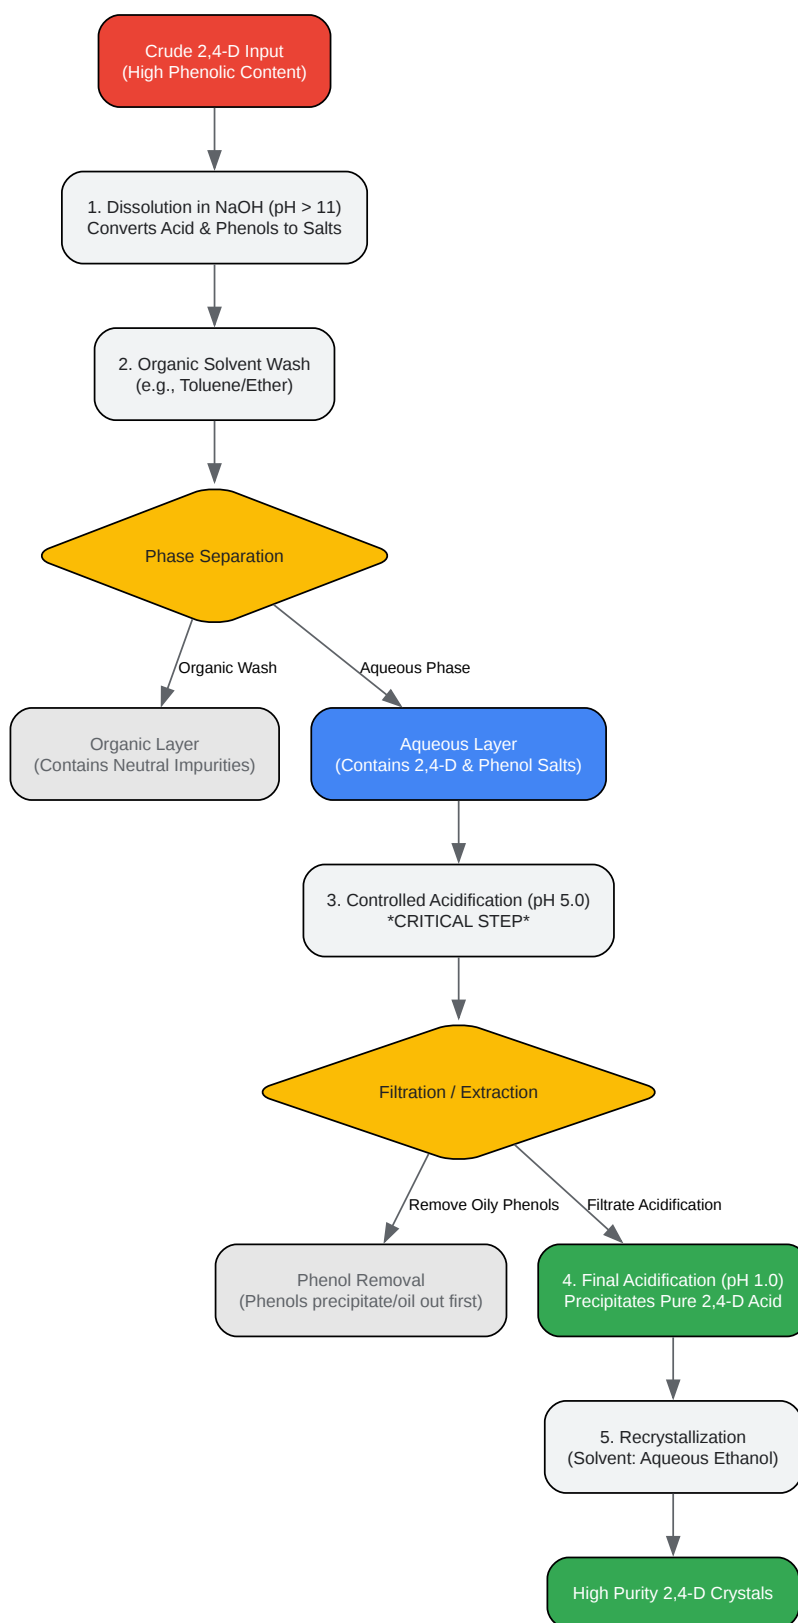 Crude 2,4-D Input
(High Phenolic Content)
1. Dissolution in NaOH (pH > 11)
Converts Acid & Phenols to Salts
2. Organic Solvent Wash
(e.g., Toluene/Ether)
Phase Separation
Organic Wash
Aqueous Phase
Organic Layer
(Contains Neutral Impurities)
Aqueous Layer
(Contains 2,4-D & Phenol Salts)
3. Controlled Acidification (pH 5.0)
*CRITICAL STEP*
Filtration / Extraction
Remove Oily Phenols
Filtrate Acidification
Phenol Removal
(Phenols precipitate/oil out first)
4. Final Acidification (pH 1.0)
Precipitates Pure 2,4-D Acid
5. Recrystallization
(Solvent: Aqueous Ethanol)
High Purity 2,4-D Crystals